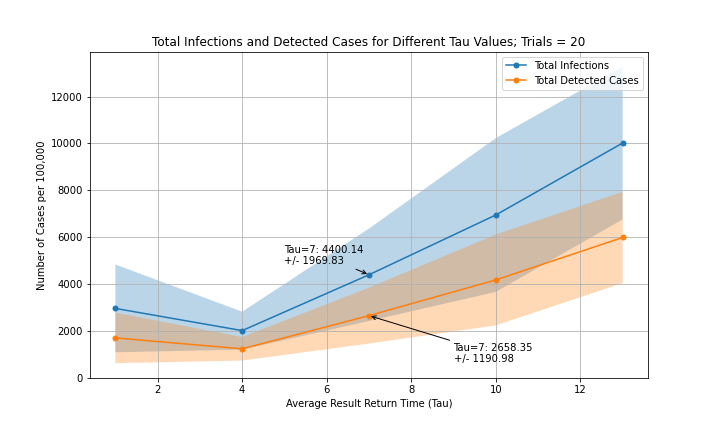 Total Infections and Detected Cases for Different Tau Values; Trials = 20
Total Infections
Total Detected Cases
12000
10000
8000
6000
4000
2000
0
Number of Cases per 100,000
Tau=7: 4400.14
+/- 1969.83
Tau=7: 2658.35
+/- 1190.98
2 4 6 8 10 12
Average Result Return Time (Tau)